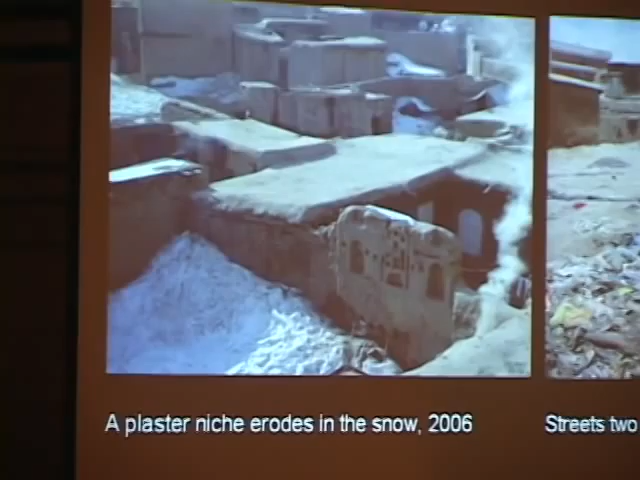 A plaster niche erodes in the snow, 2006
Streets two